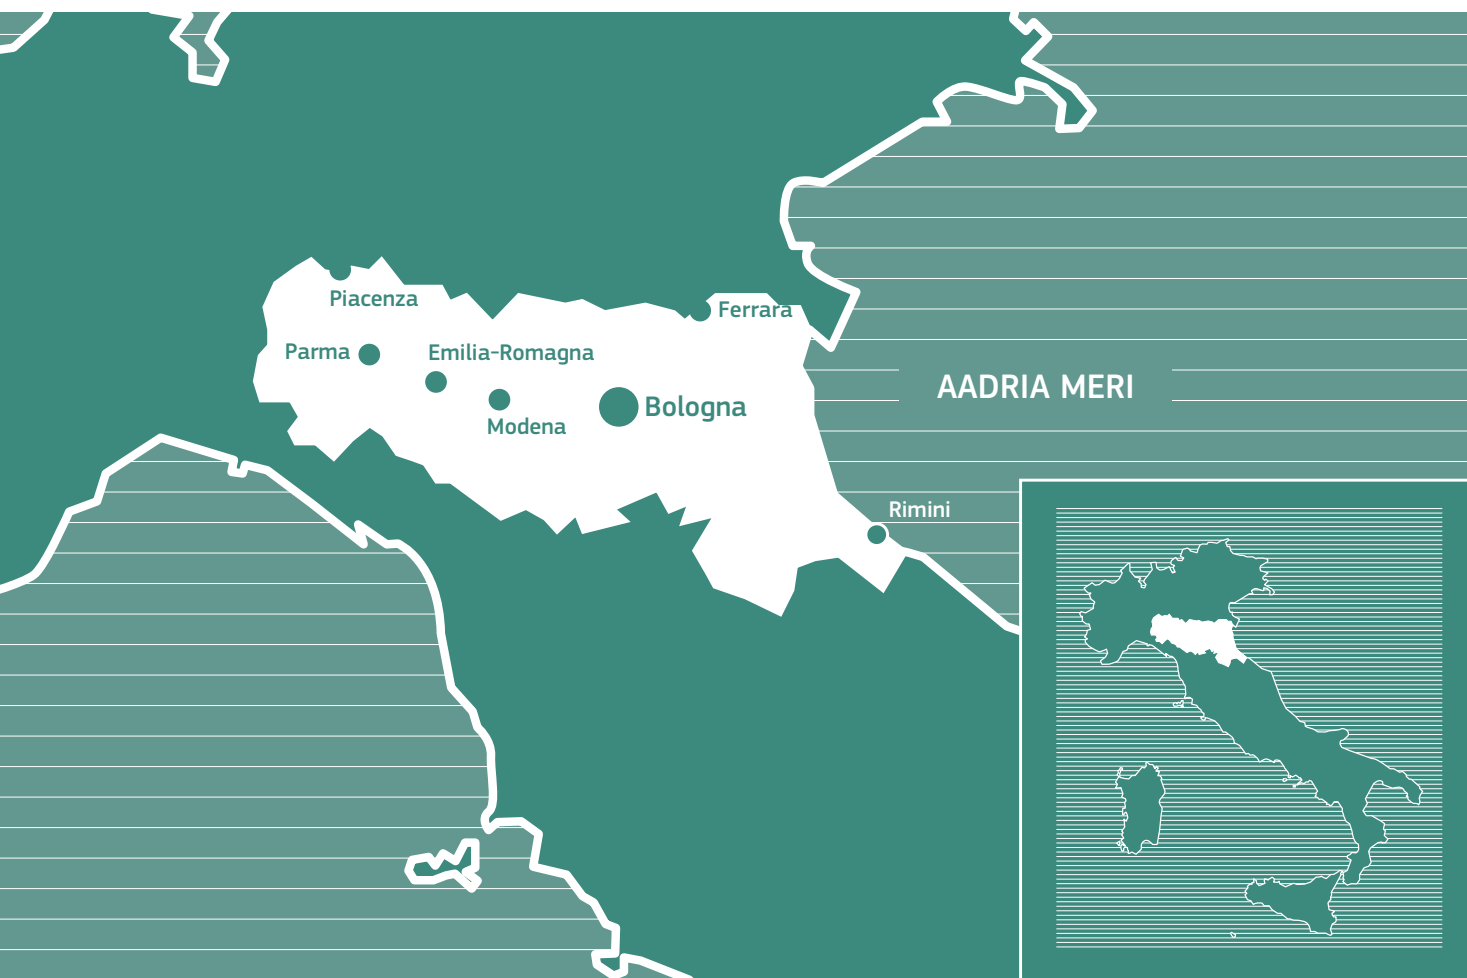 Piacenza
Ferrara
Parma
Emilia-Romagna
AADRIA MERI
Bologna
Modena
Rimini